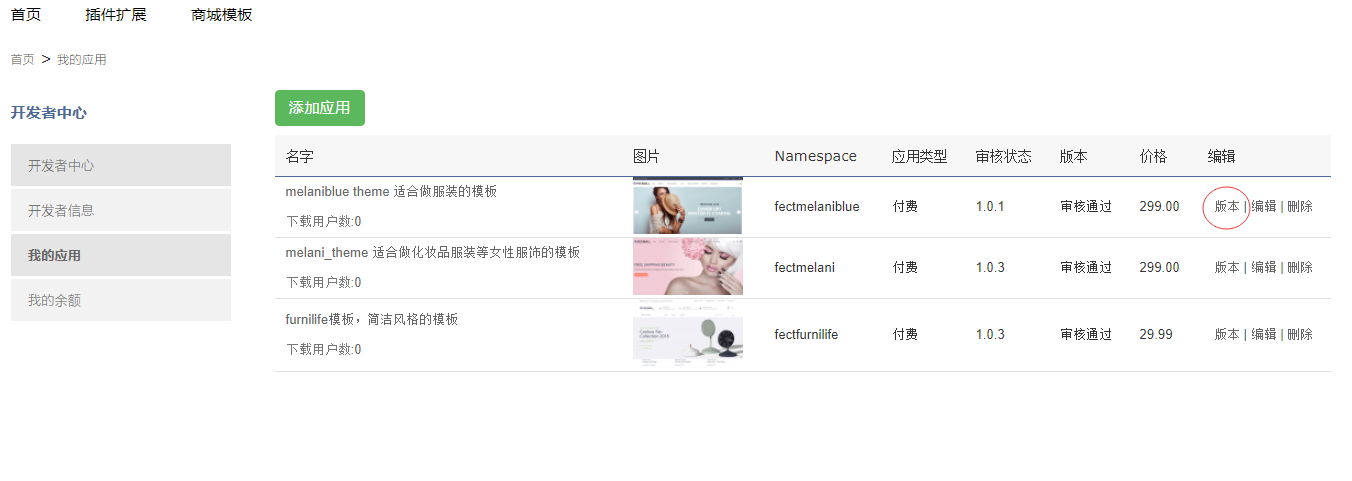 首页 插件扩展 商城模板
首页 > 我的应用
开发者中心
开发者中心
开发者信息
我的应用
我的余额
添加应用
名字 图片 Namespace 应用类型 审核状态 版本 价格 编辑
melaniblue theme 适合做服装的模板
下载用户数:0
fectmelaniblue 付费 1.0.1 审核通过 299.00 版本 | 编辑 | 删除
melani_theme 适合做化妆品服装等女性服饰的模板
下载用户数:0
fectmelani 付费 1.0.3 审核通过 299.00 版本 | 编辑 | 删除
furnilife模板，简洁风格的模板
下载用户数:0
fectfurnilife 付费 1.0.3 审核通过 29.99 版本 | 编辑 | 删除